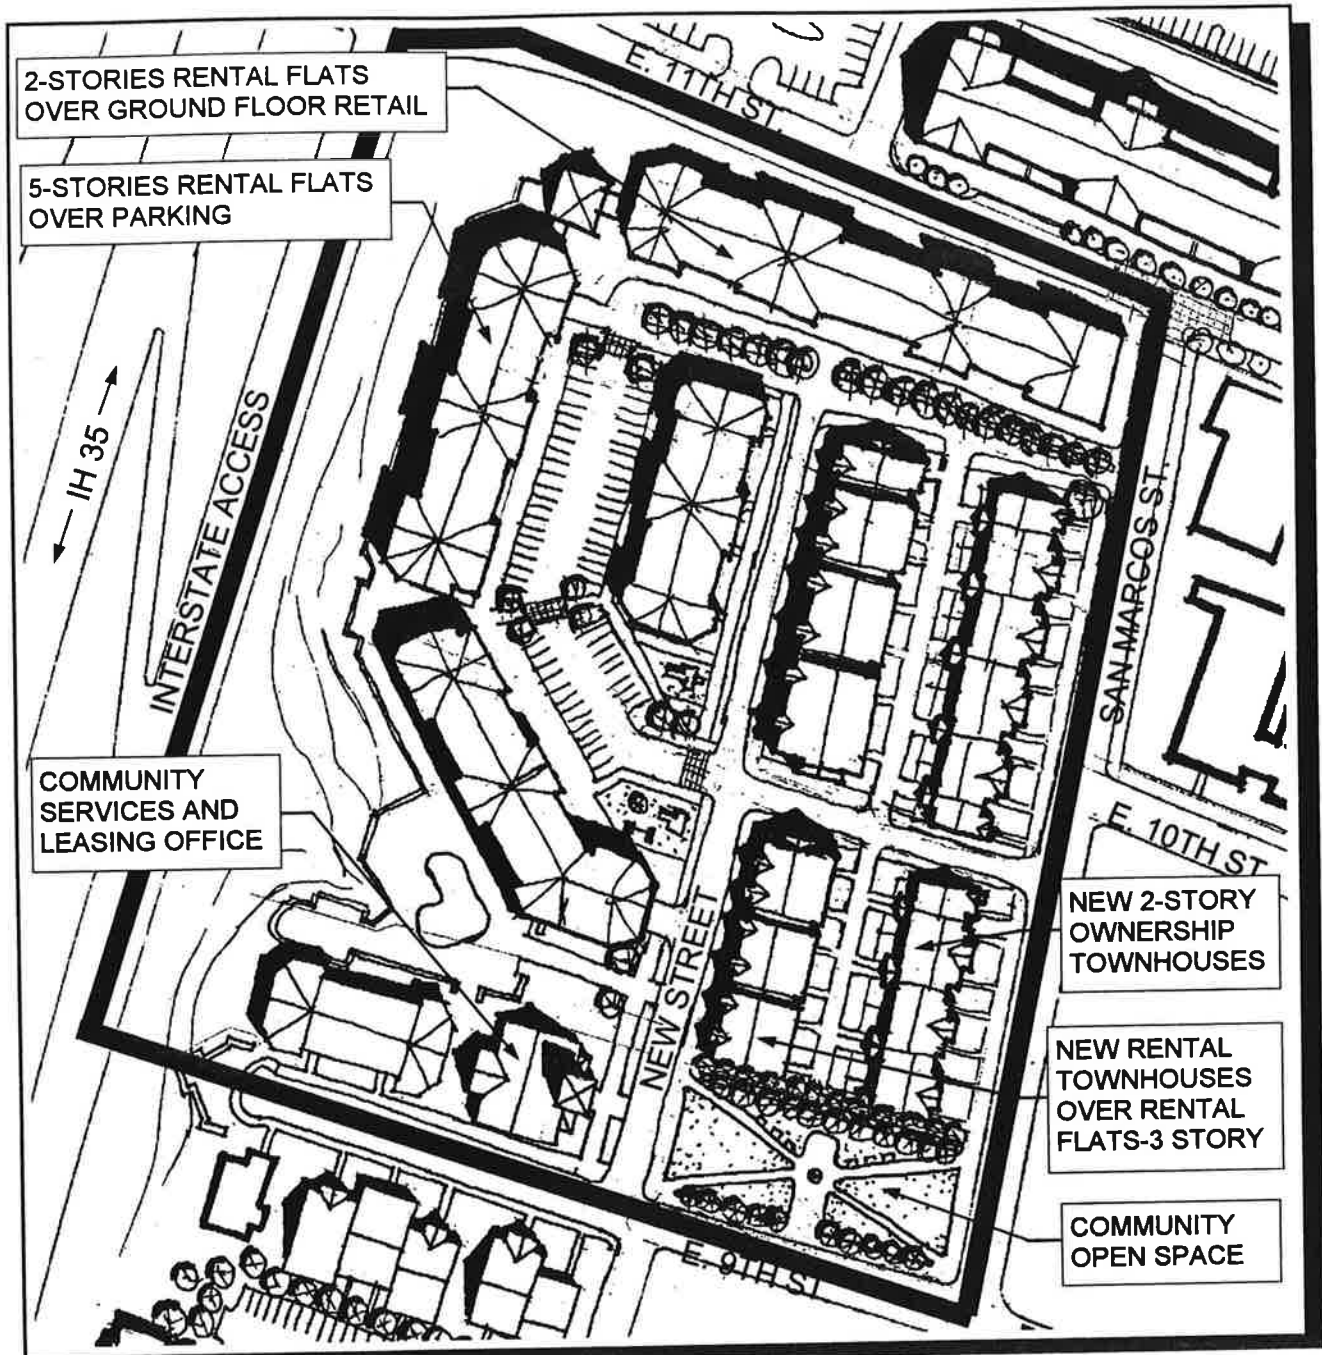 2-STORIES RENTAL FLATS
OVER GROUND FLOOR RETAIL
E. 11TH ST.
5-STORIES RENTAL FLATS
OVER PARKING
IH 35
INTERSTATE ACCESS
SAN MARCOS ST.
COMMUNITY
SERVICES AND
LEASING OFFICE
E. 10TH ST
NEW 2-STORY
OWNERSHIP
TOWNHOUSES
NEW STREET
NEW RENTAL
TOWNHOUSES
OVER RENTAL
FLATS-3 STORY
COMMUNITY
OPEN SPACE
E. 9TH ST